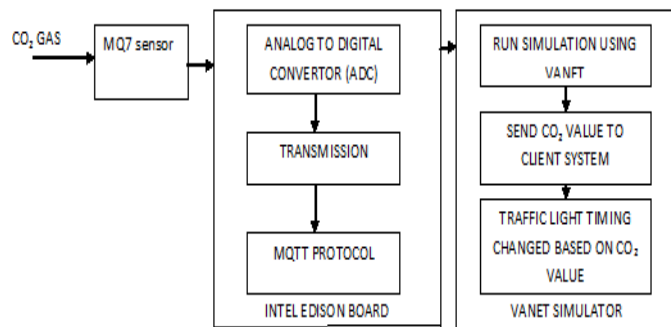 CO₂ GAS
MQ7 sensor
ANALOG TO DIGITAL
CONVERTOR (ADC)
TRANSMISSION
MQTT PROTOCOL
INTEL EDISON BOARD
RUN SIMULATION USING
VANET
SEND CO₂ VALUE TO
CLIENT SYSTEM
TRAFFIC LIGHT TIMING
CHANGED BASED ON CO₂
VALUE
VANET SIMULATOR